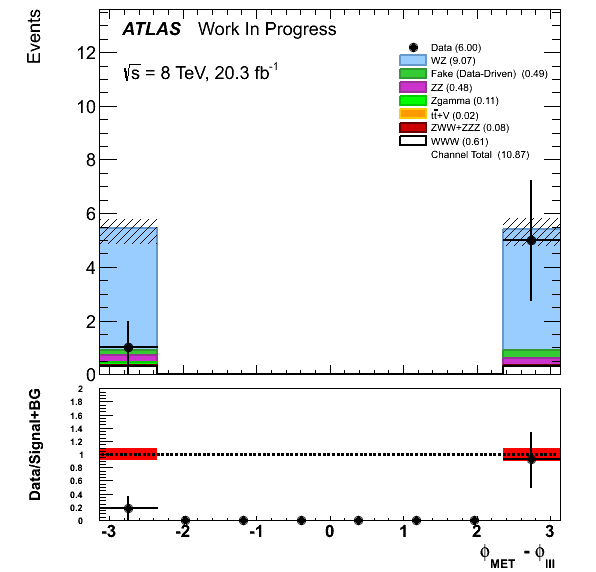 Events
ATLAS Work In Progress
√s = 8 TeV, 20.3 fb⁻¹
Data (6.00)
WZ (9.07)
Fake (Data-Driven) (0.49)
ZZ (0.48)
Zgamma (0.11)
tt̄+V (0.02)
ZWW+ZZZ (0.08)
WWW (0.61)
Channel Total (10.87)
12
10
8
6
4
2
0
Data/Signal+BG
2
1.8
1.6
1.4
1.2
1
0.8
0.6
0.4
0.2
0
-3 -2 -1 0 1 2 3
ϕMET - ϕlll